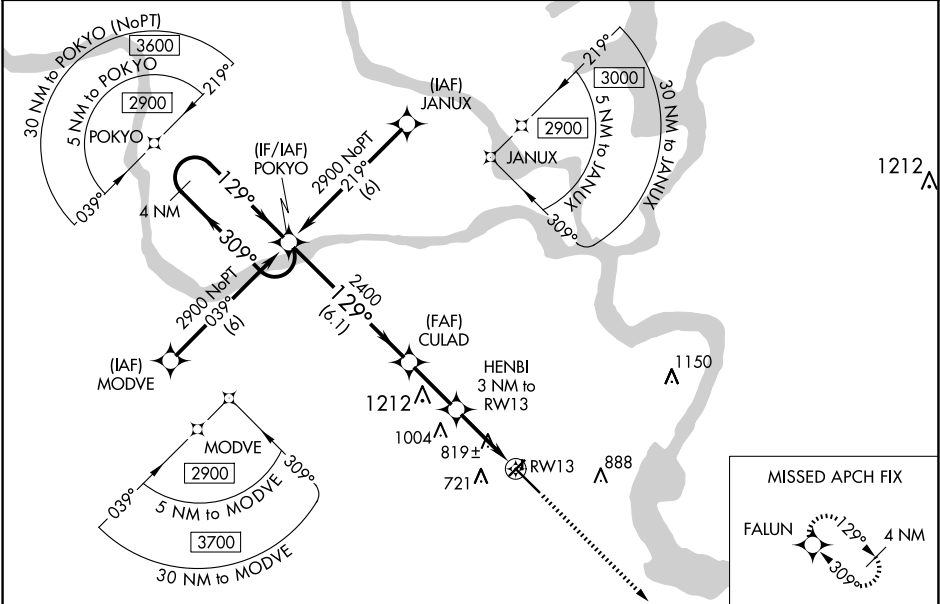 30 NM to POKYO (NoPT)
3600
5 NM to POKYO
219°
2900
POKYO
039°
(IAF)
JANUX
219°
3000
30 NM to JANUX
5 NM to JANUX
2900
JANUX
309°
1212
(IF/IAF)
POKYO
2900 NoPT
219°
(6)
129°
4 NM
309°
2900 NoPT
039°
(6)
2400
129°
(6.1)
(IAF)
MODVE
(FAF)
CULAD
HENBI
3 NM to
RW13
1150
1212
1004
819±
RW13
721
888
MODVE
2900
039°
309°
5 NM to MODVE
3700
30 NM to MODVE
MISSED APCH FIX
FALUN
129°
4 NM
309°